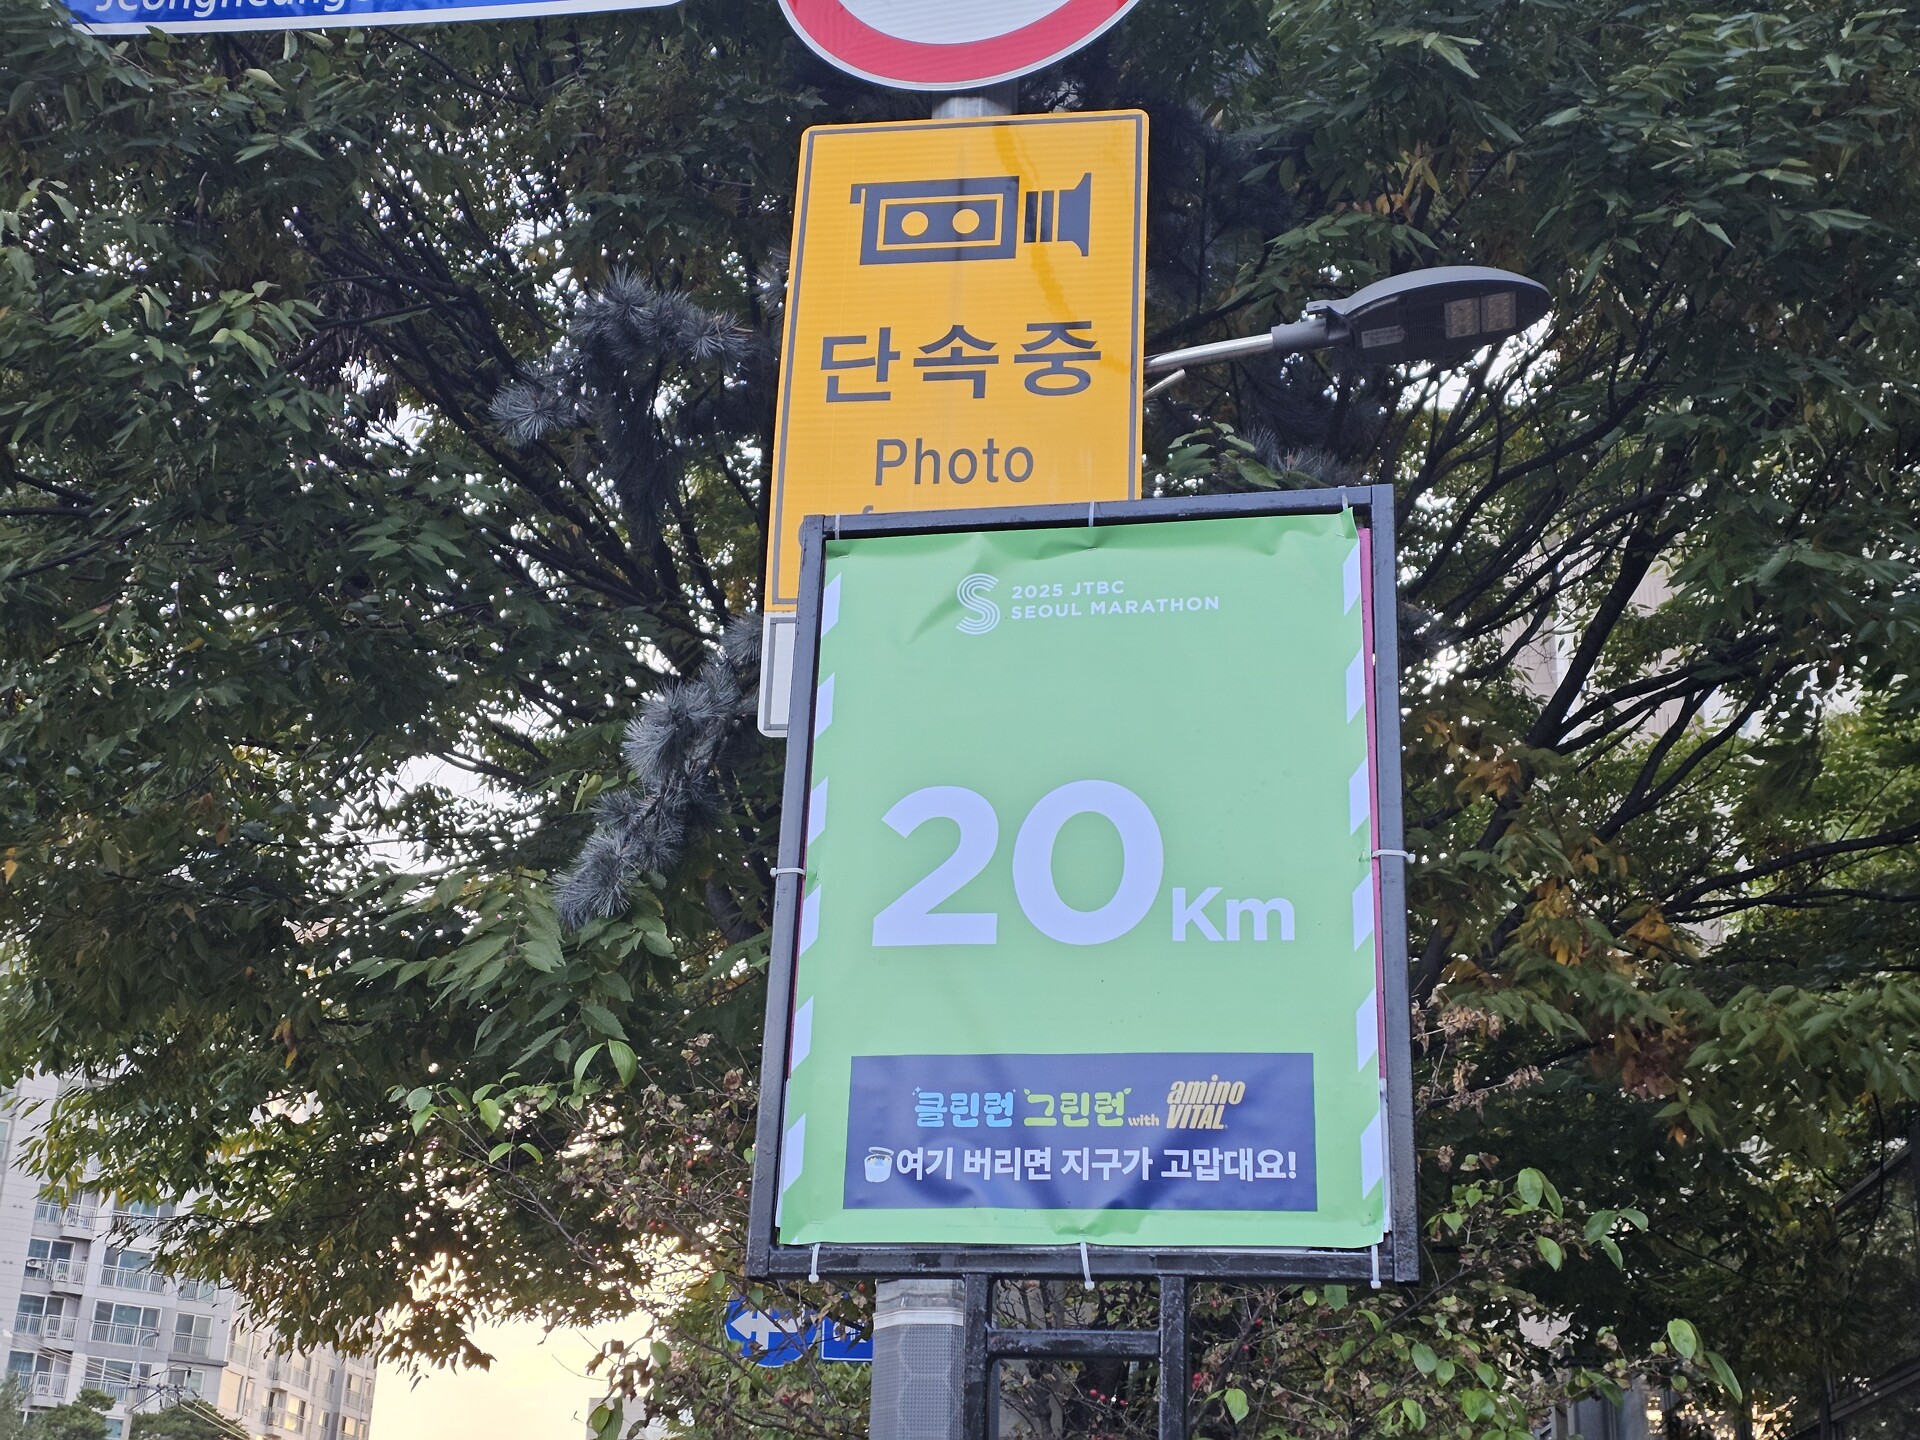 단속중
Photo
2025 JTBC
SEOUL MARATHON
20Km
클린런 그린런 with amino VITAL
여기 버리면 지구가 고맙대요!